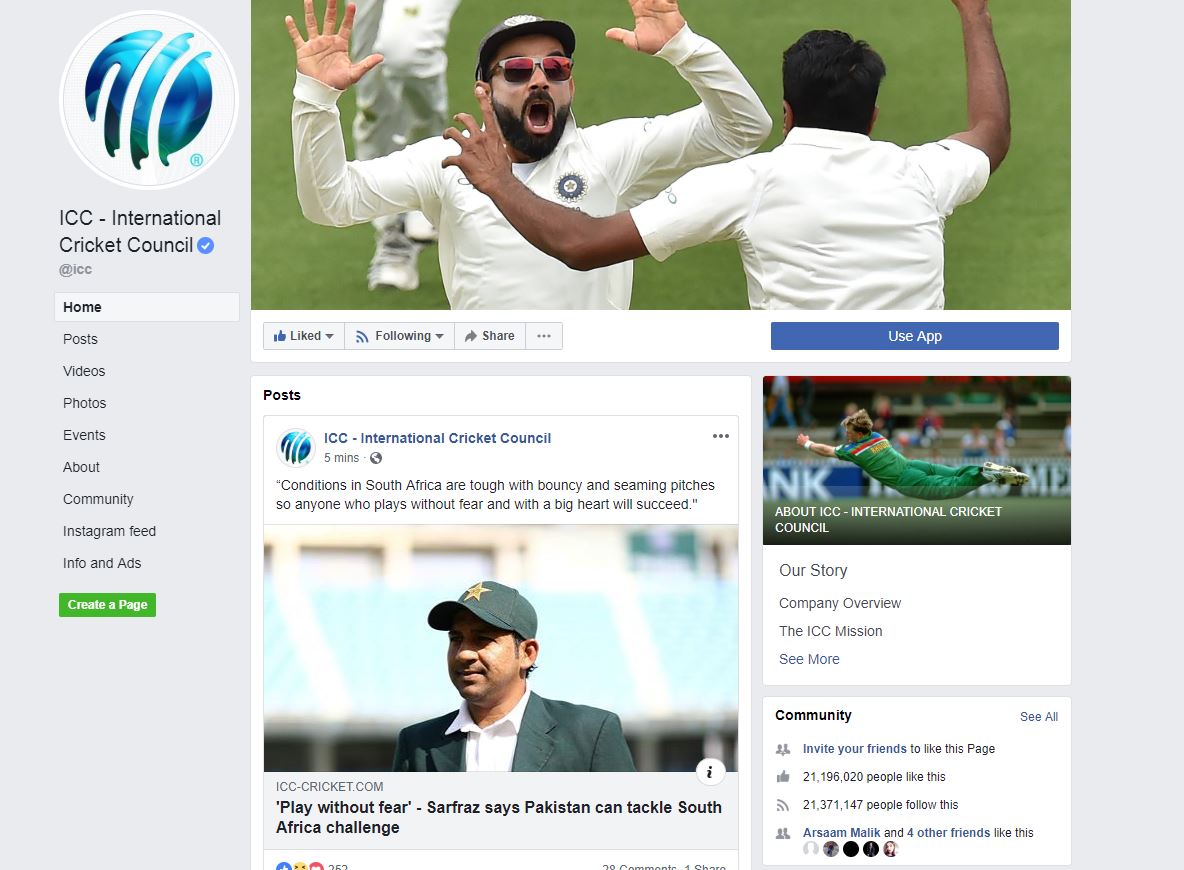 ®
ICC - International
Cricket Council
@icc
Home
Posts
Videos
Photos
Events
About
Community
Instagram feed
Info and Ads
Create a Page
Liked
Following
Share
Use App
Posts
ICC - International Cricket Council
5 mins ·
“Conditions in South Africa are tough with bouncy and seaming pitches
so anyone who plays without fear and with a big heart will succeed."
i
ICC-CRICKET.COM
'Play without fear' - Sarfraz says Pakistan can tackle South
Africa challenge
252
28 Comments 1 Share
NK
ABOUT ICC - INTERNATIONAL CRICKET
COUNCIL
Our Story
Company Overview
The ICC Mission
See More
Community
See All
Invite your friends to like this Page
21,196,020 people like this
21,371,147 people follow this
Arsaam Malik and 4 other friends like this